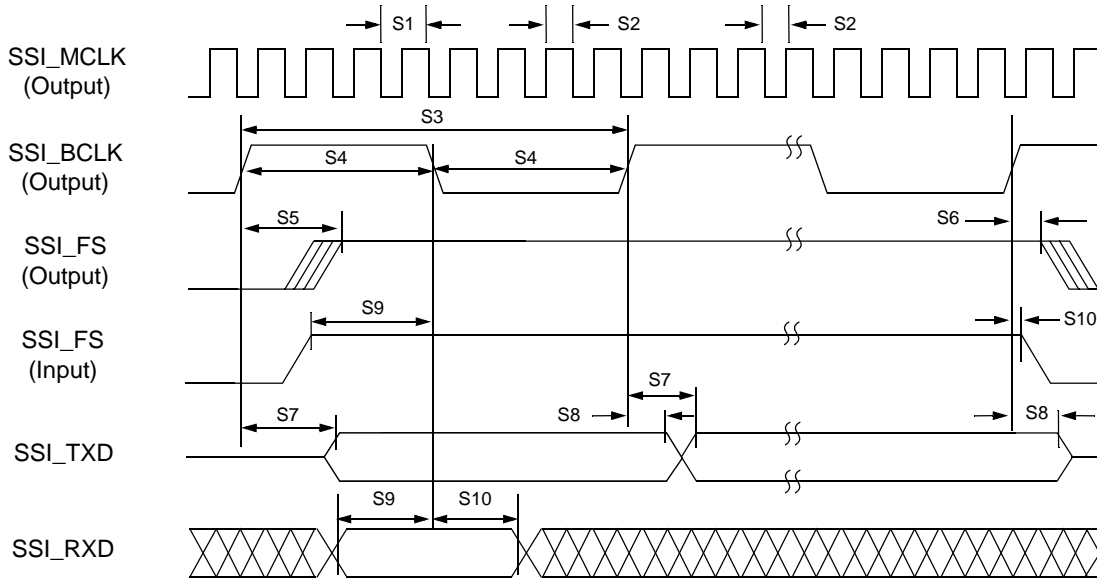 S1
S2
S2
SSI_MCLK
(Output)
S3
SSI_BCLK
(Output)
S4
S4
S5
S6
SSI_FS
(Output)
S9
S10
SSI_FS
(Input)
S7
S7
S8
S8
SSI_TXD
S9
S10
SSI_RXD